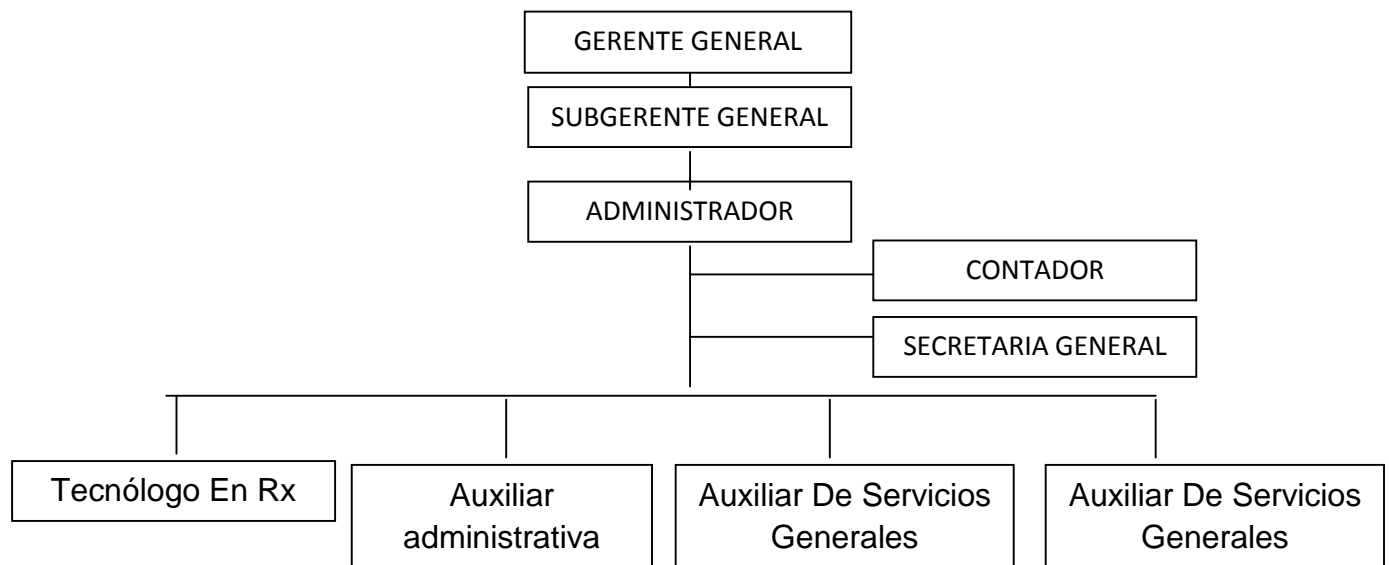 GERENTE GENERAL
SUBGERENTE GENERAL
ADMINISTRADOR
CONTADOR
SECRETARIA GENERAL
Tecnólogo En Rx
Auxiliar
administrativa
Auxiliar De Servicios
Generales
Auxiliar De Servicios
Generales